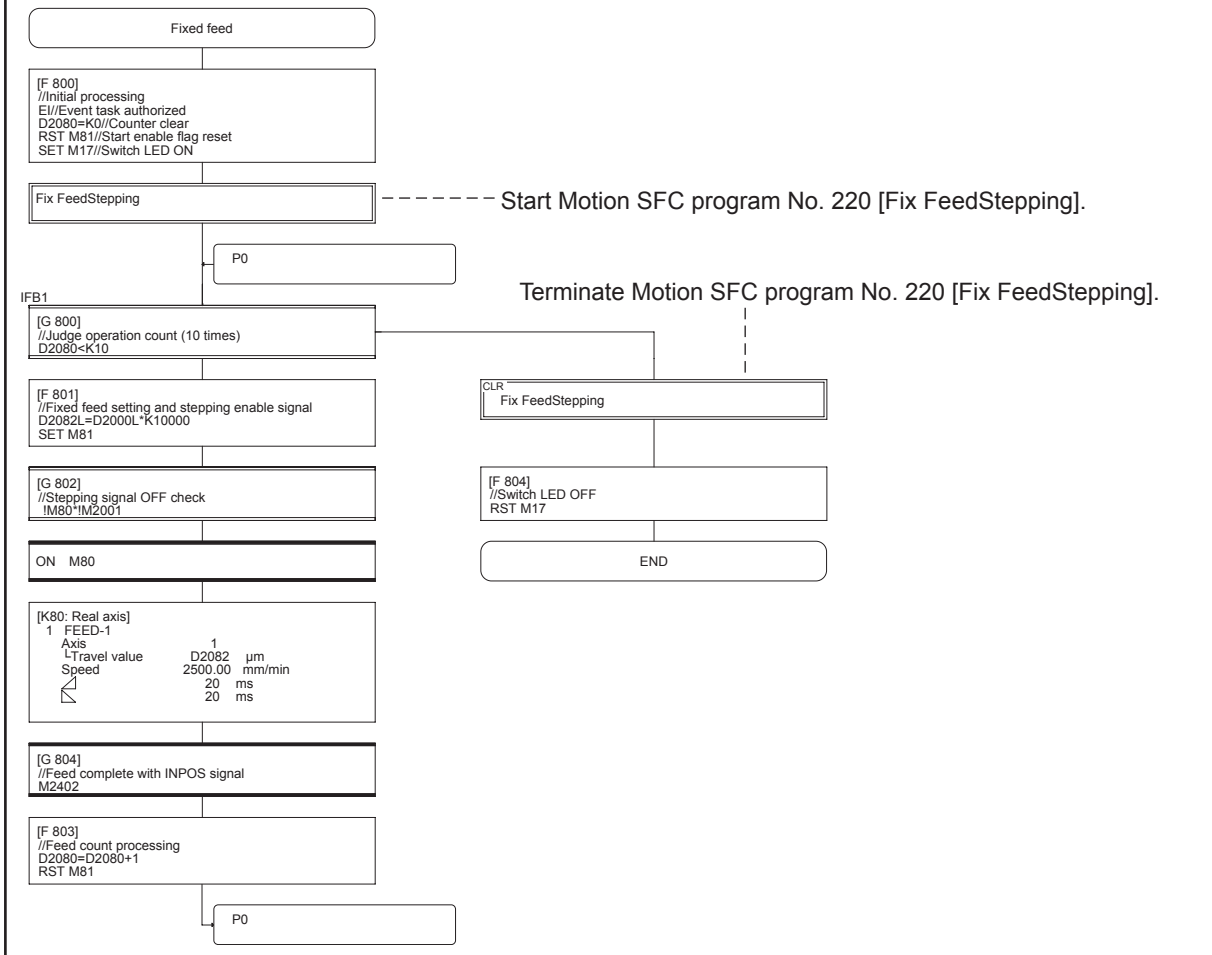 Fixed feed
[F 800]
//Initial processing
EI//Event task authorized
D2080=K0//Counter clear
RST M81//Start enable flag reset
SET M17//Switch LED ON
Fix FeedStepping
Start Motion SFC program No. 220 [Fix FeedStepping].
P0
Terminate Motion SFC program No. 220 [Fix FeedStepping].
IFB1
[G 800]
//Judge operation count (10 times)
D2080<K10
CLR
Fix FeedStepping
[F 801]
//Fixed feed setting and stepping enable signal
D2082L=D2000L*K10000
SET M81
[G 802]
//Stepping signal OFF check
!M80*!M2001
[F 804]
//Switch LED OFF
RST M17
ON M80
END
[K80: Real axis]
1 FEED-1
Axis 1
Travel value D2082 µm
Speed 2500.00 mm/min
20 ms
20 ms
[G 804]
//Feed complete with INPOS signal
M2402
[F 803]
//Feed count processing
D2080=D2080+1
RST M81
P0